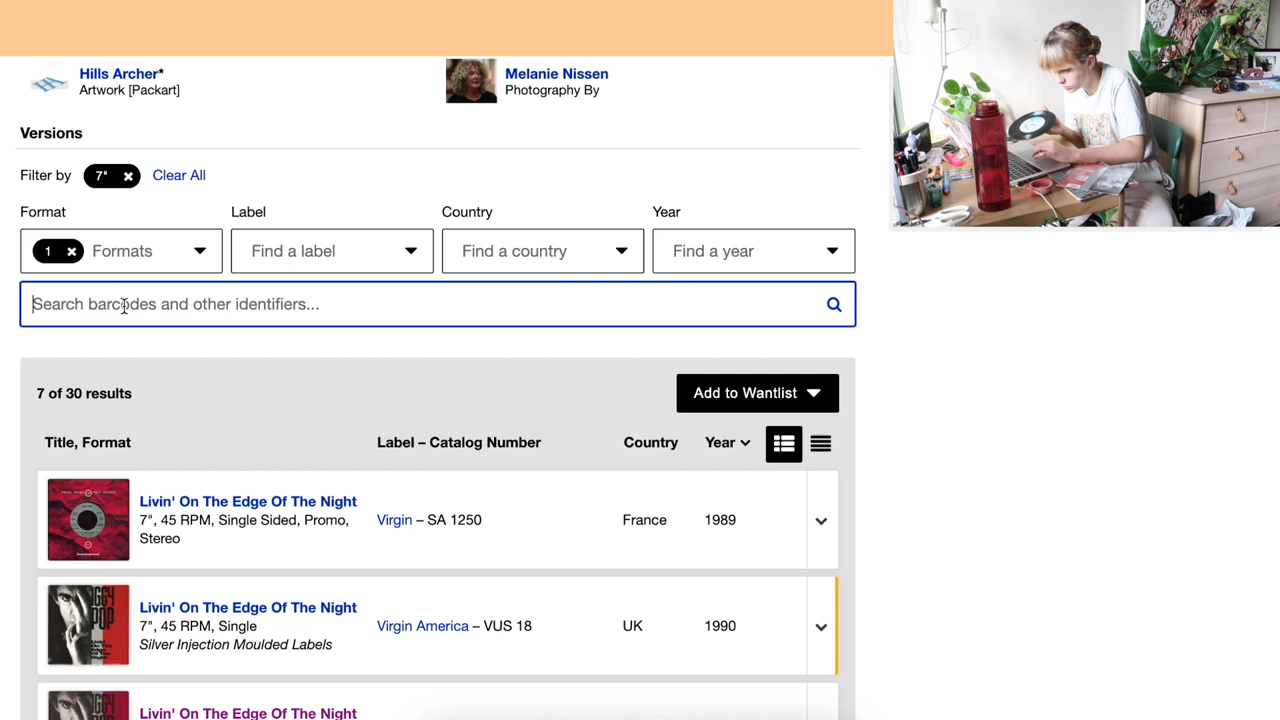 Hills Archer*
Artwork [Packart]
Melanie Nissen
Photography By
Versions
Filter by 7" Clear All
Format Label Country Year
1 Formats Find a label Find a country Find a year
Search barcodes and other identifiers...
7 of 30 results
Add to Wantlist
Title, Format Label – Catalog Number Country Year
Livin' On The Edge Of The Night
7", 45 RPM, Single Sided, Promo,
Stereo
Virgin – SA 1250 France 1989
Livin' On The Edge Of The Night
7", 45 RPM, Single
Silver Injection Moulded Labels
Virgin America – VUS 18 UK 1990
IGGY
POP
Livin' On The Edge Of The Night